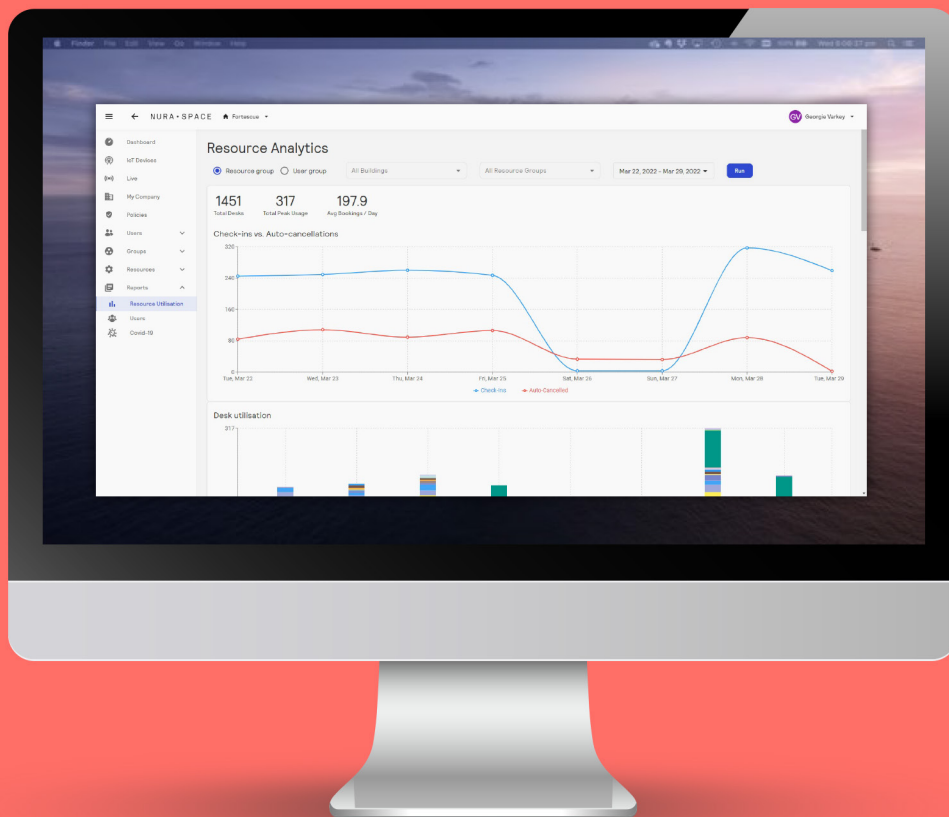 Finder File Edit View Go Window Help
NURA•SPACE Fortescue GV Georgie Varkey
Dashboard
IoT Devices
Live
My Company
Policies
Users
Groups
Resources
Reports
Resource Utilisation
Users
Covid-19
Resource Analytics
Resource group User group All Buildings All Resource Groups Mar 22, 2022 - Mar 29, 2022 Run
1451 317 197.9
Total Desks Total Peak Usage Avg Bookings / Day
Check-ins vs. Auto-cancellations
320
240
160
80
0
Tue, Mar 22 Wed, Mar 23 Thu, Mar 24 Fri, Mar 25 Sat, Mar 26 Sun, Mar 27 Mon, Mar 28 Tue, Mar 29
Check-Ins Auto Cancelled
Desk utilisation
317